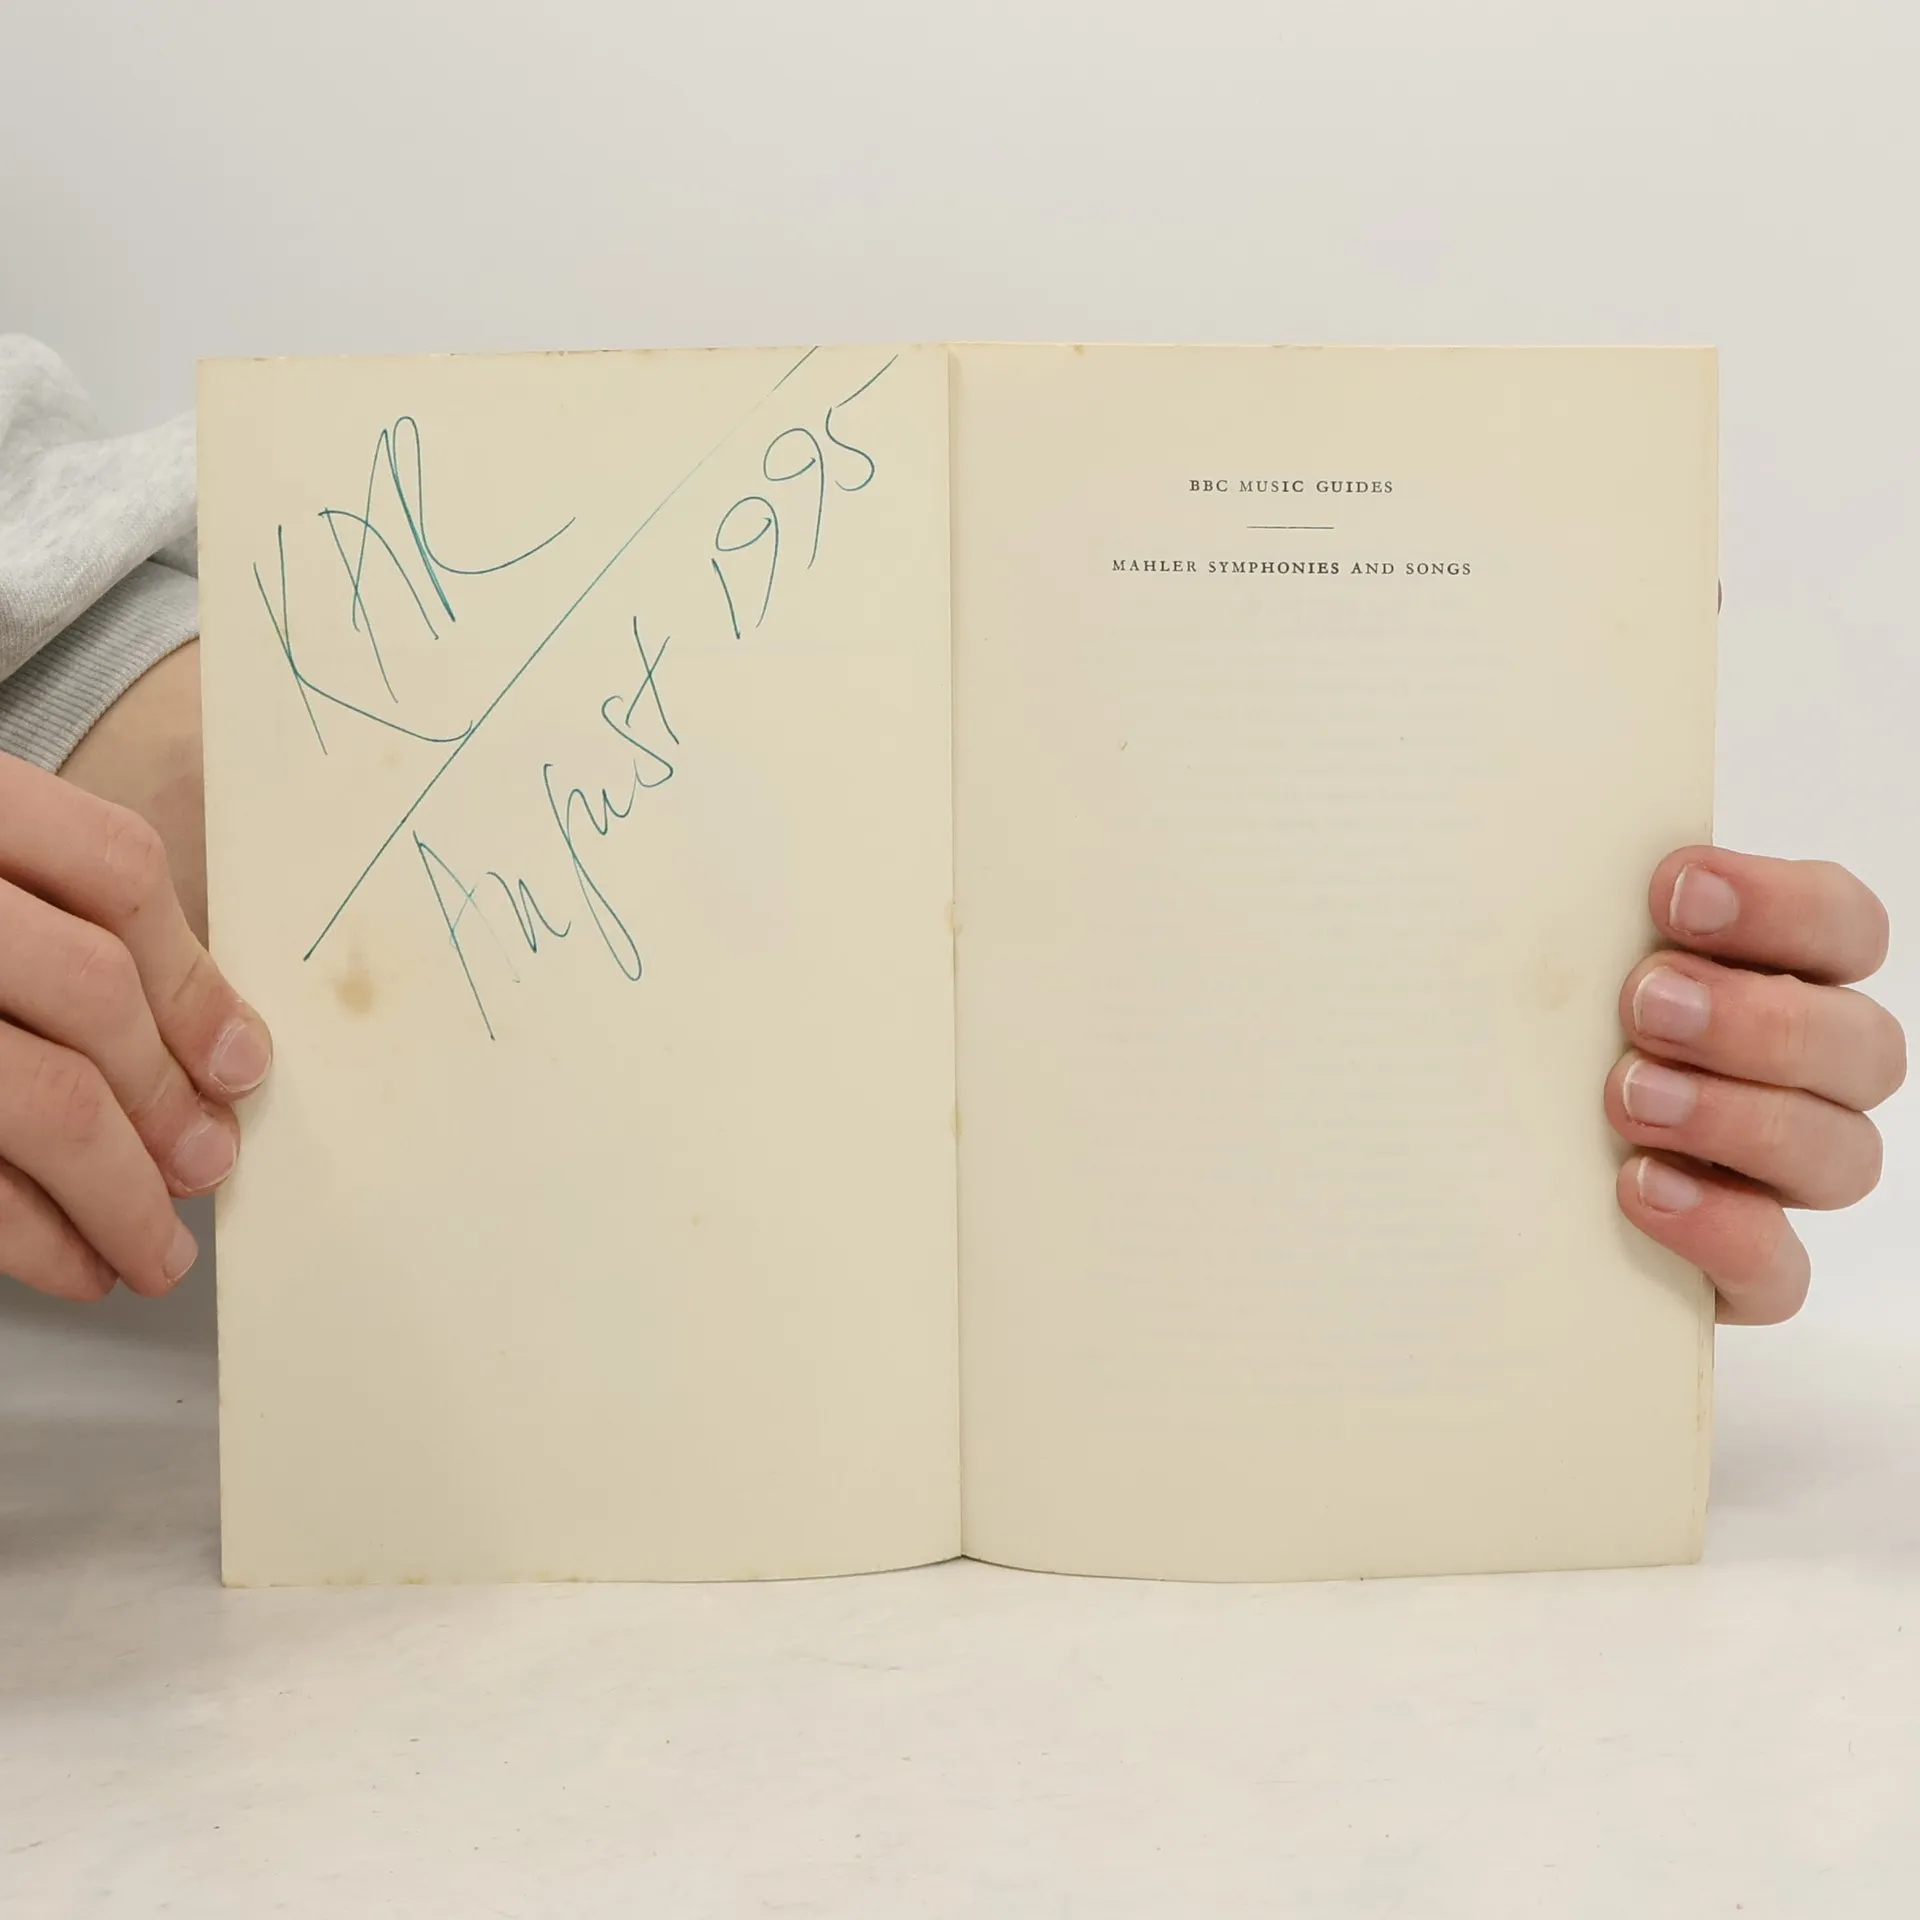 KAR
August 1995
BBC MUSIC GUIDES
MAHLER SYMPHONIES AND SONGS